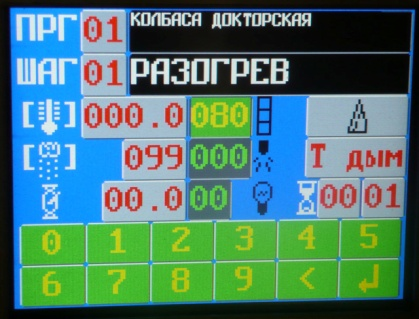 ПРГ 01 КОЛБАСА ДОКТОРСКАЯ
ШАГ 01 РАЗОГРЕВ
[ ] 000.0 080
[ ] 099 000 Т дым
00.0 00 00 01
0 1 2 3 4 5
6 7 8 9 <